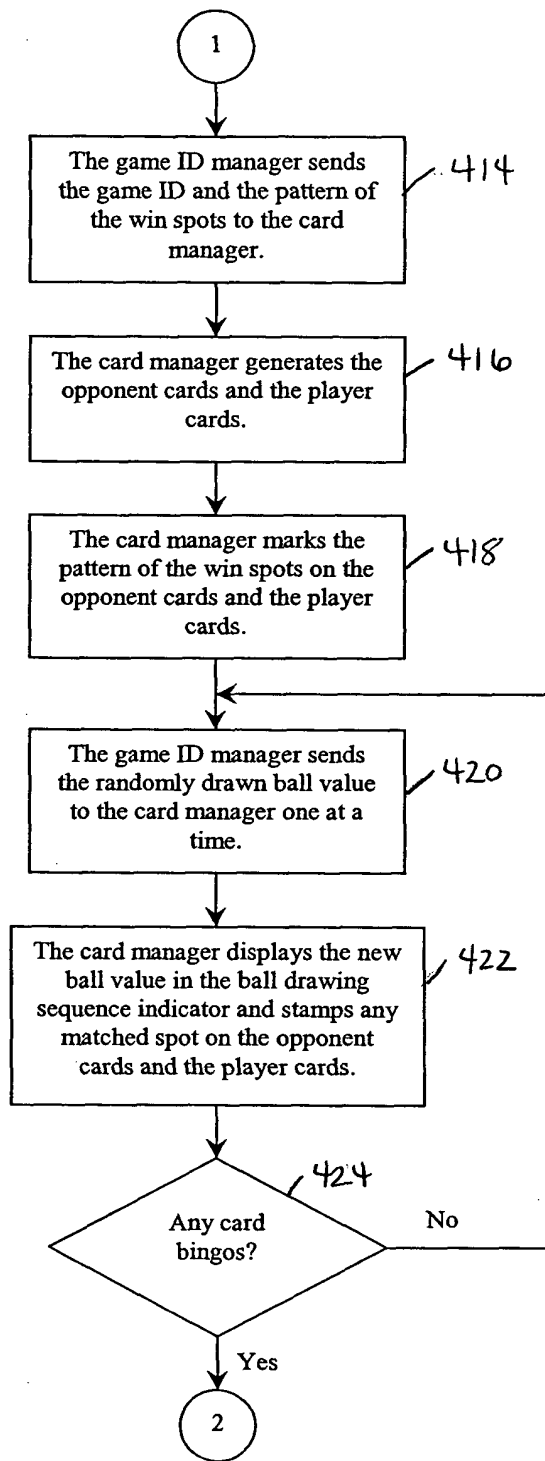 1
The game ID manager sends
the game ID and the pattern of
the win spots to the card
manager.
414
The card manager generates the
opponent cards and the player
cards.
416
The card manager marks the
pattern of the win spots on the
opponent cards and the player
cards.
418
The game ID manager sends
the randomly drawn ball value
to the card manager one at a
time.
420
The card manager displays the new
ball value in the ball drawing
sequence indicator and stamps any
matched spot on the opponent
cards and the player cards.
422
424
Any card
bingos?
No
Yes
2